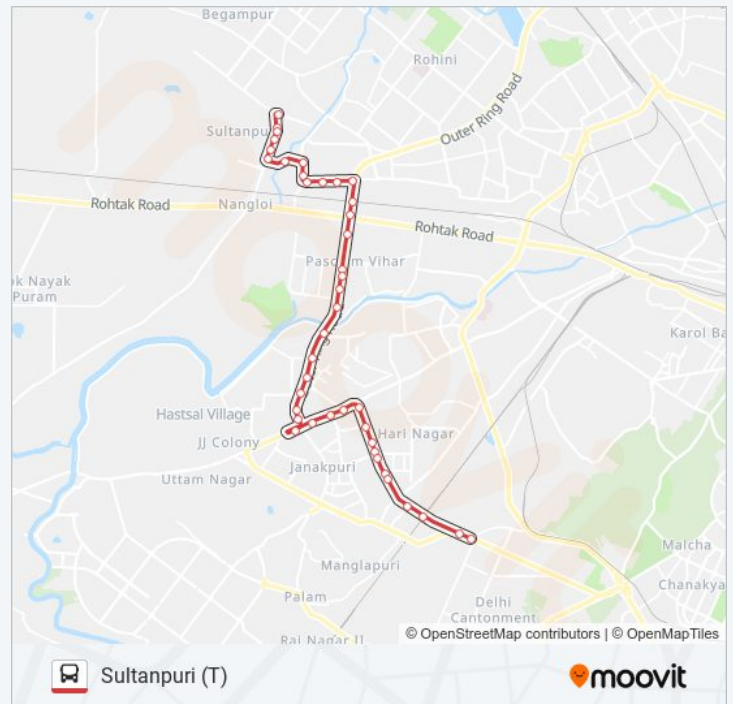 Begampur
Rohini
Outer Ring Road
Sultanpu
Rohtak Road
Nangloi
Rohtak Road
Vihar
ok Nayak
Puram
Karol Ba
Hastsal Village
JJ Colony
Hari Nagar
Janakpuri
Uttam Nagar
Malcha
Manglapuri
Chanakya
Palam
Delhi
Cantonment
Raj Nagar II
© OpenStreetMap contributors | © OpenMapTiles
Sultanpuri (T)
moovit